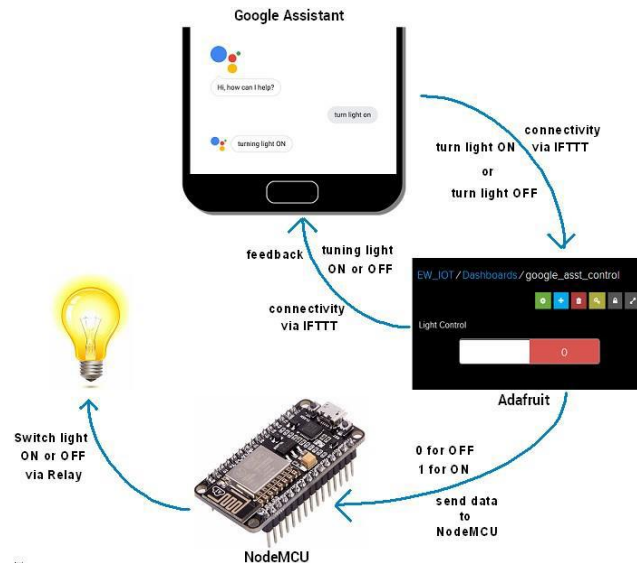 Google Assistant
Hi, how can I help?
turn light on
turning light ON
connectivity
via IFTTT
turn light ON
or
turn light OFF
feedback
tuning light
ON or OFF
connectivity
via IFTTT
EW_IOT / Dashboards / google_asst_control
Light Control
0
Adafruit
0 for OFF
1 for ON
send data
to
NodeMCU
Switch light
ON or OFF
via Relay
NodeMCU